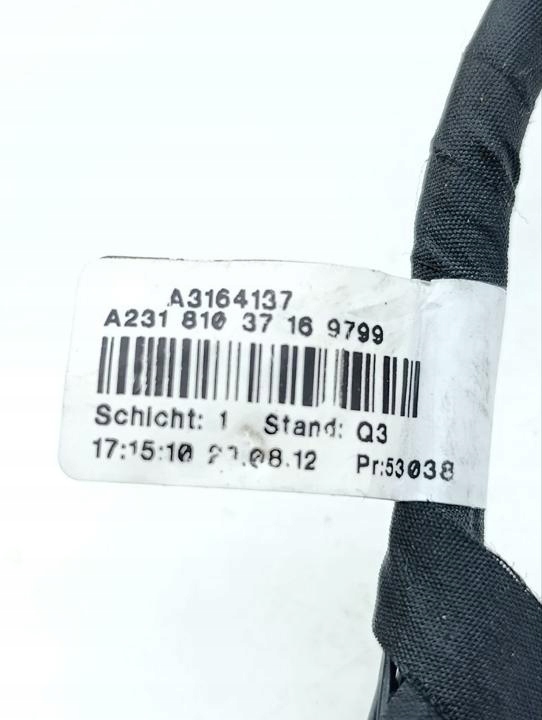 A3164137
A231 810 37 16 9799
Schicht: 1 Stand: Q3
17:15:10 Pr:53038